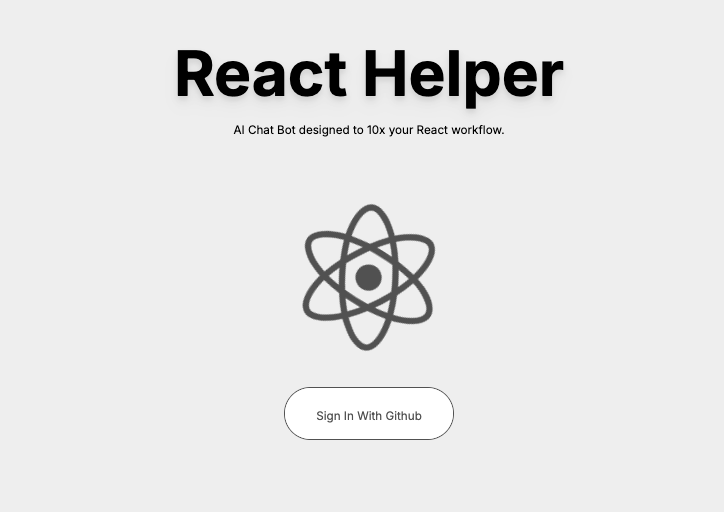 React Helper
AI Chat Bot designed to 10x your React workflow.
Sign In With Github